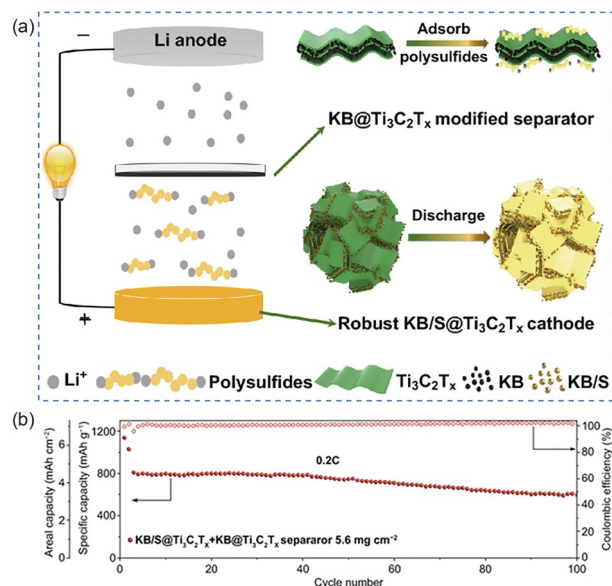 (a)
−
Li anode
Adsorb
polysulfides
KB@Ti₃C₂Tₓ modified separator
Discharge
+
Robust KB/S@Ti₃C₂Tₓ cathode
Li⁺ Polysulfides Ti₃C₂Tₓ KB KB/S
(b)
Areal capacity (mAh cm⁻²)
6
4
2
0
Specific capacity (mAh g⁻¹)
1200
800
400
0
0.2C
KB/S@Ti₃C₂Tₓ+KB@Ti₃C₂Tₓ separaror 5.6 mg cm⁻²
100
80
60
40
20
0
Coulombic efficiency (%)
0 20 40 60 80 100
Cycle number